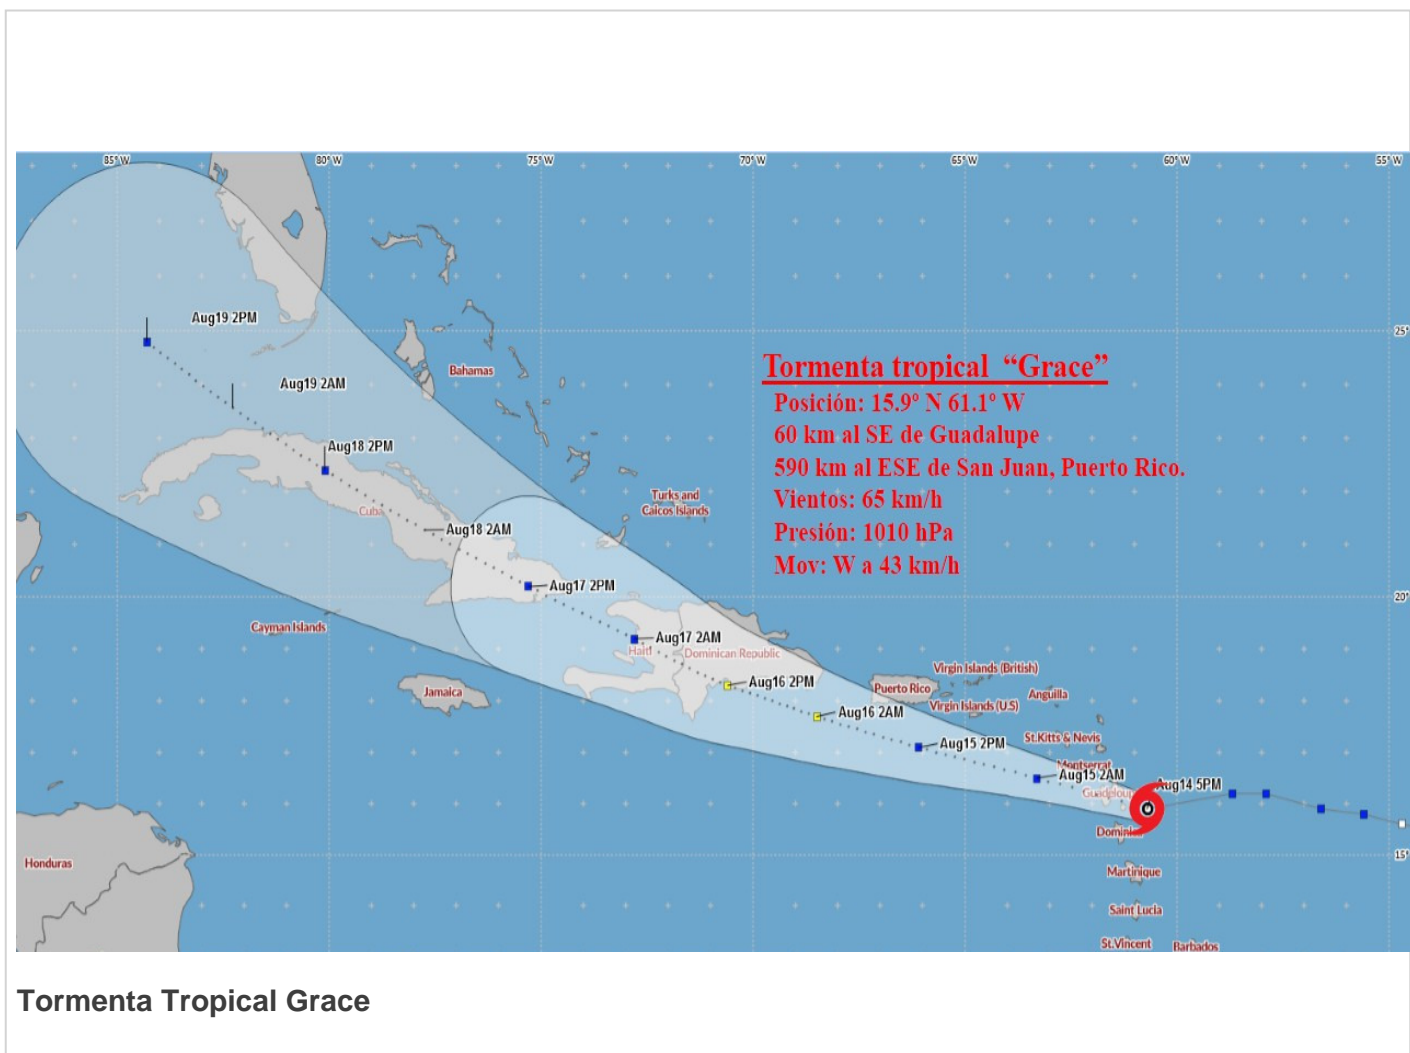 85° W
80° W
75° W
70° W
65° W
60° W
55° W
Aug19 2PM
25°
Tormenta tropical “Grace”
Bahamas
Aug19 2AM
Posición: 15.9º N 61.1º W
60 km al SE de Guadalupe
Aug18 2PM
590 km al ESE de San Juan, Puerto Rico.
Turks and
Caicos Islands
Vientos: 65 km/h
Cuba
Aug18 2AM
Presión: 1010 hPa
Mov: W a 43 km/h
Aug17 2PM
20°
Cayman Islands
Aug17 2AM
Haiti
Dominican Republic
Virgin Islands (British)
Aug16 2PM
Puerto Rico
Jamaica
Anguilla
Virgin Islands (U.S)
Aug16 2AM
St.Kitts & Nevis
Aug15 2PM
Montserrat
Aug15 2AM
Aug14 5PM
Guadeloup
Dominica
15°
Honduras
Martinique
Saint Lucia
St.Vincent
Barbados
Tormenta Tropical Grace